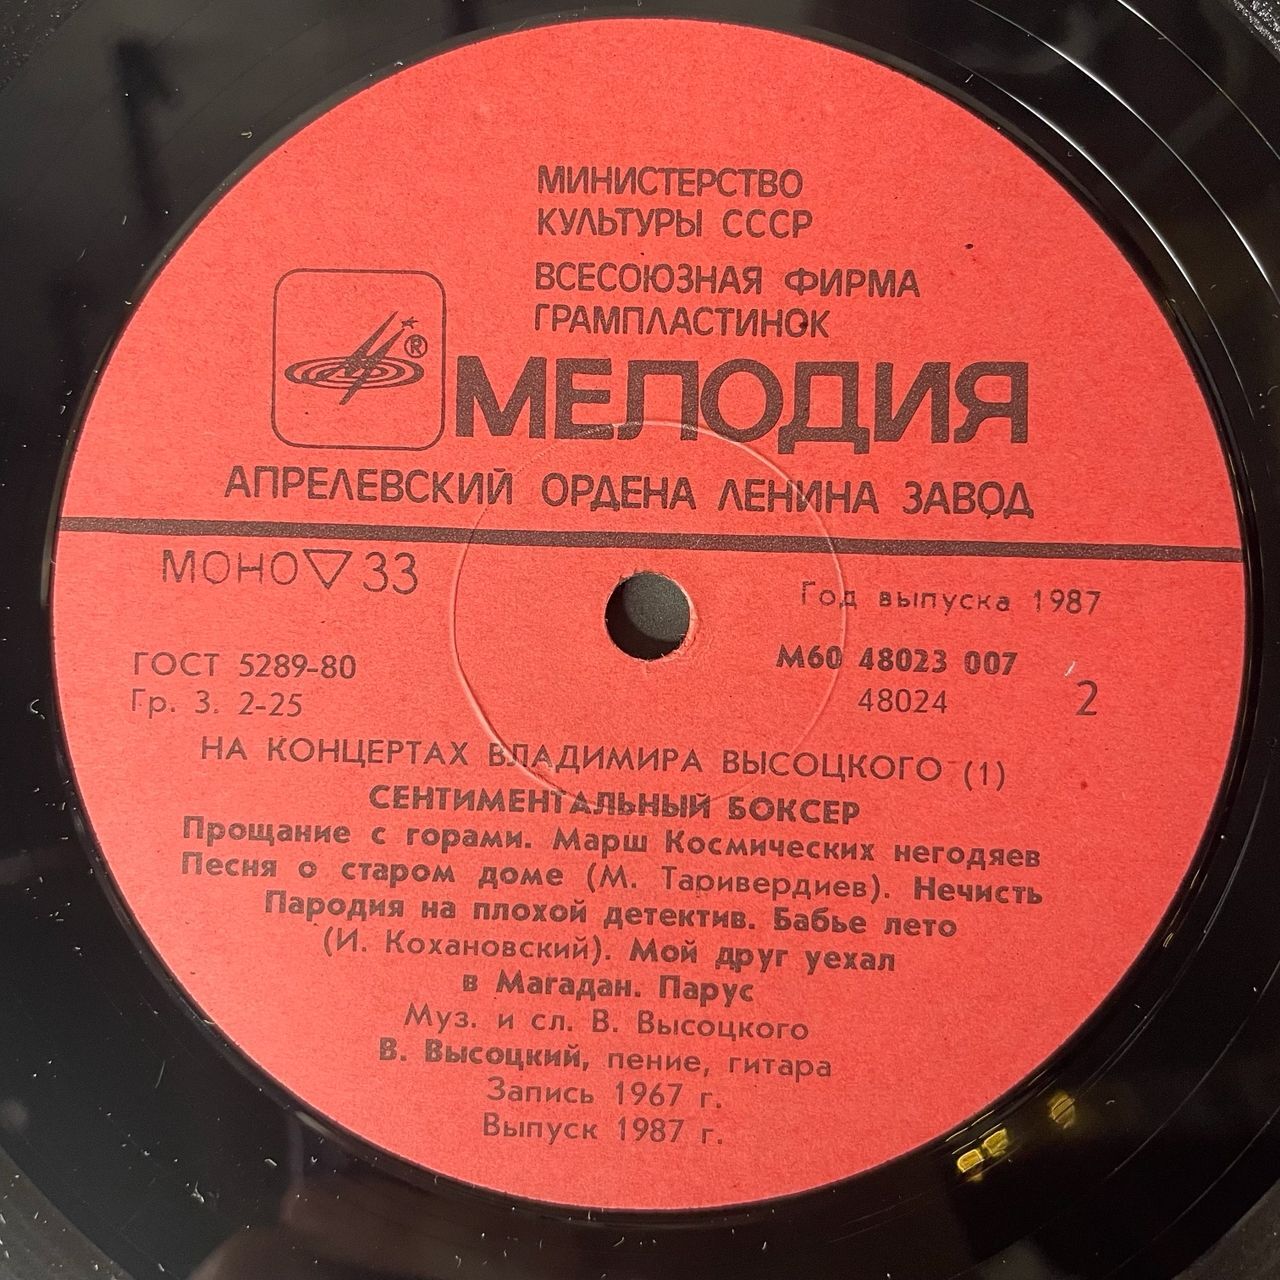 МИНИСТЕРСТВО
КУЛЬТУРЫ СССР
ВСЕСОЮЗНАЯ ФИРМА
ГРАМПЛАСТИНОК
®
МЕЛОДИЯ
АПРЕЛЕВСКИЙ ОРДЕНА ЛЕНИНА ЗАВОД
МОНО ▽ 33
Год выпуска 1987
ГОСТ 5289-80
М60 48023 007
Гр. 3. 2-25
48024
2
НА КОНЦЕРТАХ ВЛАДИМИРА ВЫСОЦКОГО (1)
СЕНТИМЕНТАЛЬНЫЙ БОКСЕР
Прощание с горами. Марш Космических негодяев
Песня о старом доме (М. Таривердиев). Нечисть
Пародия на плохой детектив. Бабье лето
(И. Кохановский). Мой друг уехал
в Магадан. Парус
Муз. и сл. В. Высоцкого
В. Высоцкий, пение, гитара
Запись 1967 г.
Выпуск 1987 г.